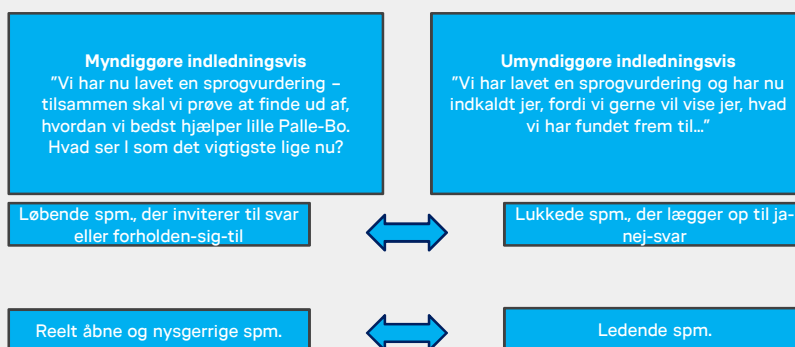 Myndiggøre indledningsvis
”Vi har nu lavet en sprogvurdering –
tilsammen skal vi prøve at finde ud af,
hvordan vi bedst hjælper lille Palle-Bo.
Hvad ser I som det vigtigste lige nu?
Umyndiggøre indledningsvis
”Vi har lavet en sprogvurdering og har nu
indkaldt jer, fordi vi gerne vil vise jer, hvad
vi har fundet frem til…”
Løbende spm., der inviterer til svar
eller forholden-sig-til
Lukkede spm., der lægger op til ja-
nej-svar
Reelt åbne og nysgerrige spm.
Ledende spm.